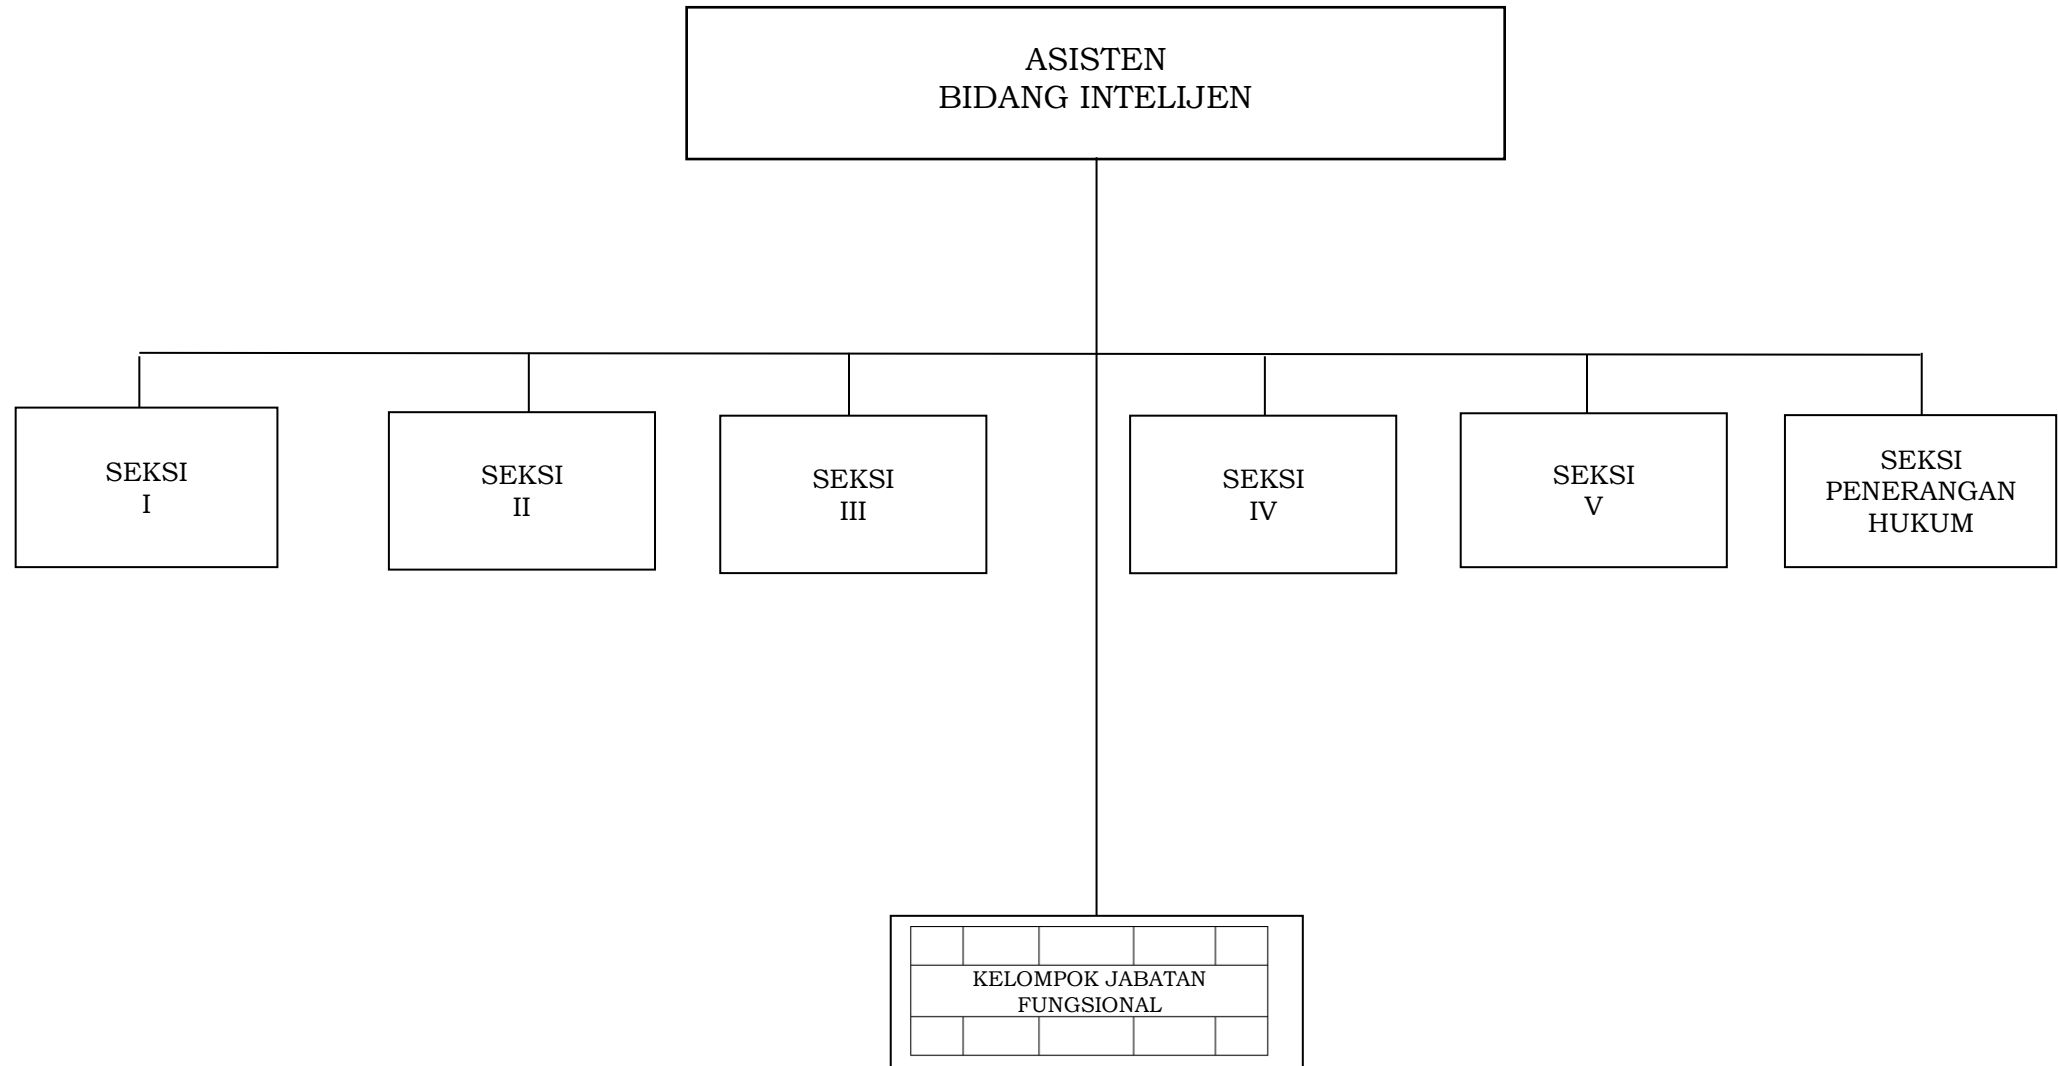 ASISTEN
BIDANG INTELIJEN
SEKSI
I
SEKSI
II
SEKSI
III
SEKSI
IV
SEKSI
V
SEKSI
PENERANGAN
HUKUM
KELOMPOK JABATAN
FUNGSIONAL